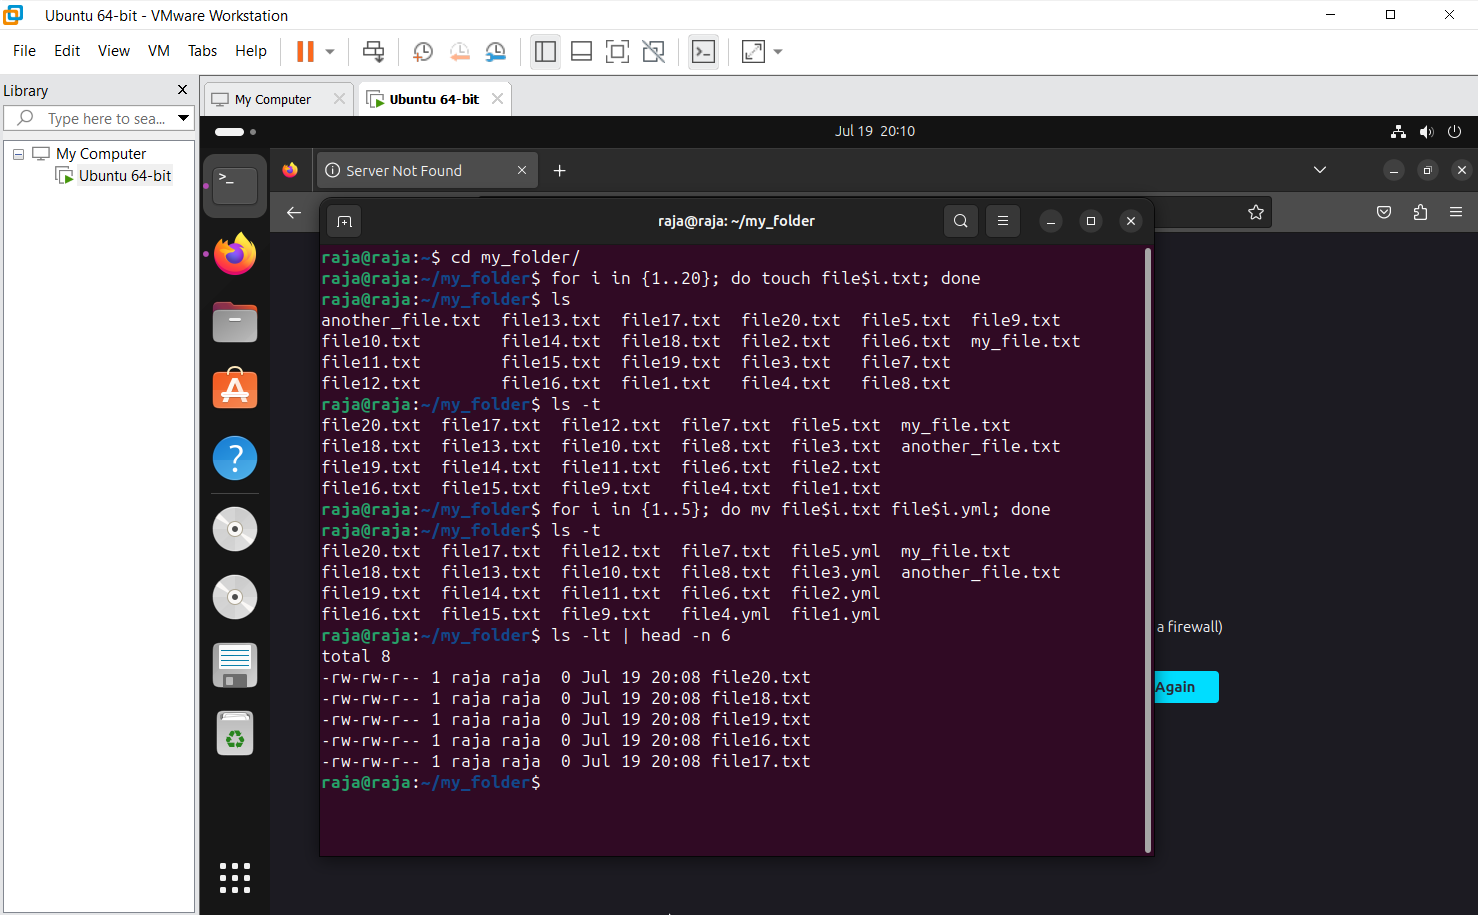 Ubuntu 64-bit - VMware Workstation
File Edit View VM Tabs Help
Library
My Computer
Ubuntu 64-bit
Type here to sea...
My Computer
Ubuntu 64-bit
Jul 19 20:10
Server Not Found
raja@raja: ~/my_folder
raja@raja:~$ cd my_folder/
raja@raja:~/my_folder$ for i in {1..20}; do touch file$i.txt; done
raja@raja:~/my_folder$ ls
another_file.txt file13.txt file17.txt file20.txt file5.txt file9.txt
file10.txt file14.txt file18.txt file2.txt file6.txt my_file.txt
file11.txt file15.txt file19.txt file3.txt file7.txt
file12.txt file16.txt file1.txt file4.txt file8.txt
raja@raja:~/my_folder$ ls -t
file20.txt file17.txt file12.txt file7.txt file5.txt my_file.txt
file18.txt file13.txt file10.txt file8.txt file3.txt another_file.txt
file19.txt file14.txt file11.txt file6.txt file2.txt
file16.txt file15.txt file9.txt file4.txt file1.txt
raja@raja:~/my_folder$ for i in {1..5}; do mv file$i.txt file$i.yml; done
raja@raja:~/my_folder$ ls -t
file20.txt file17.txt file12.txt file7.txt file5.yml my_file.txt
file18.txt file13.txt file10.txt file8.txt file3.yml another_file.txt
file19.txt file14.txt file11.txt file6.txt file2.yml
file16.txt file15.txt file9.txt file4.yml file1.yml
raja@raja:~/my_folder$ ls -lt | head -n 6
total 8
-rw-rw-r-- 1 raja raja 0 Jul 19 20:08 file20.txt
-rw-rw-r-- 1 raja raja 0 Jul 19 20:08 file18.txt
-rw-rw-r-- 1 raja raja 0 Jul 19 20:08 file19.txt
-rw-rw-r-- 1 raja raja 0 Jul 19 20:08 file16.txt
-rw-rw-r-- 1 raja raja 0 Jul 19 20:08 file17.txt
raja@raja:~/my_folder$
a firewall)
Again